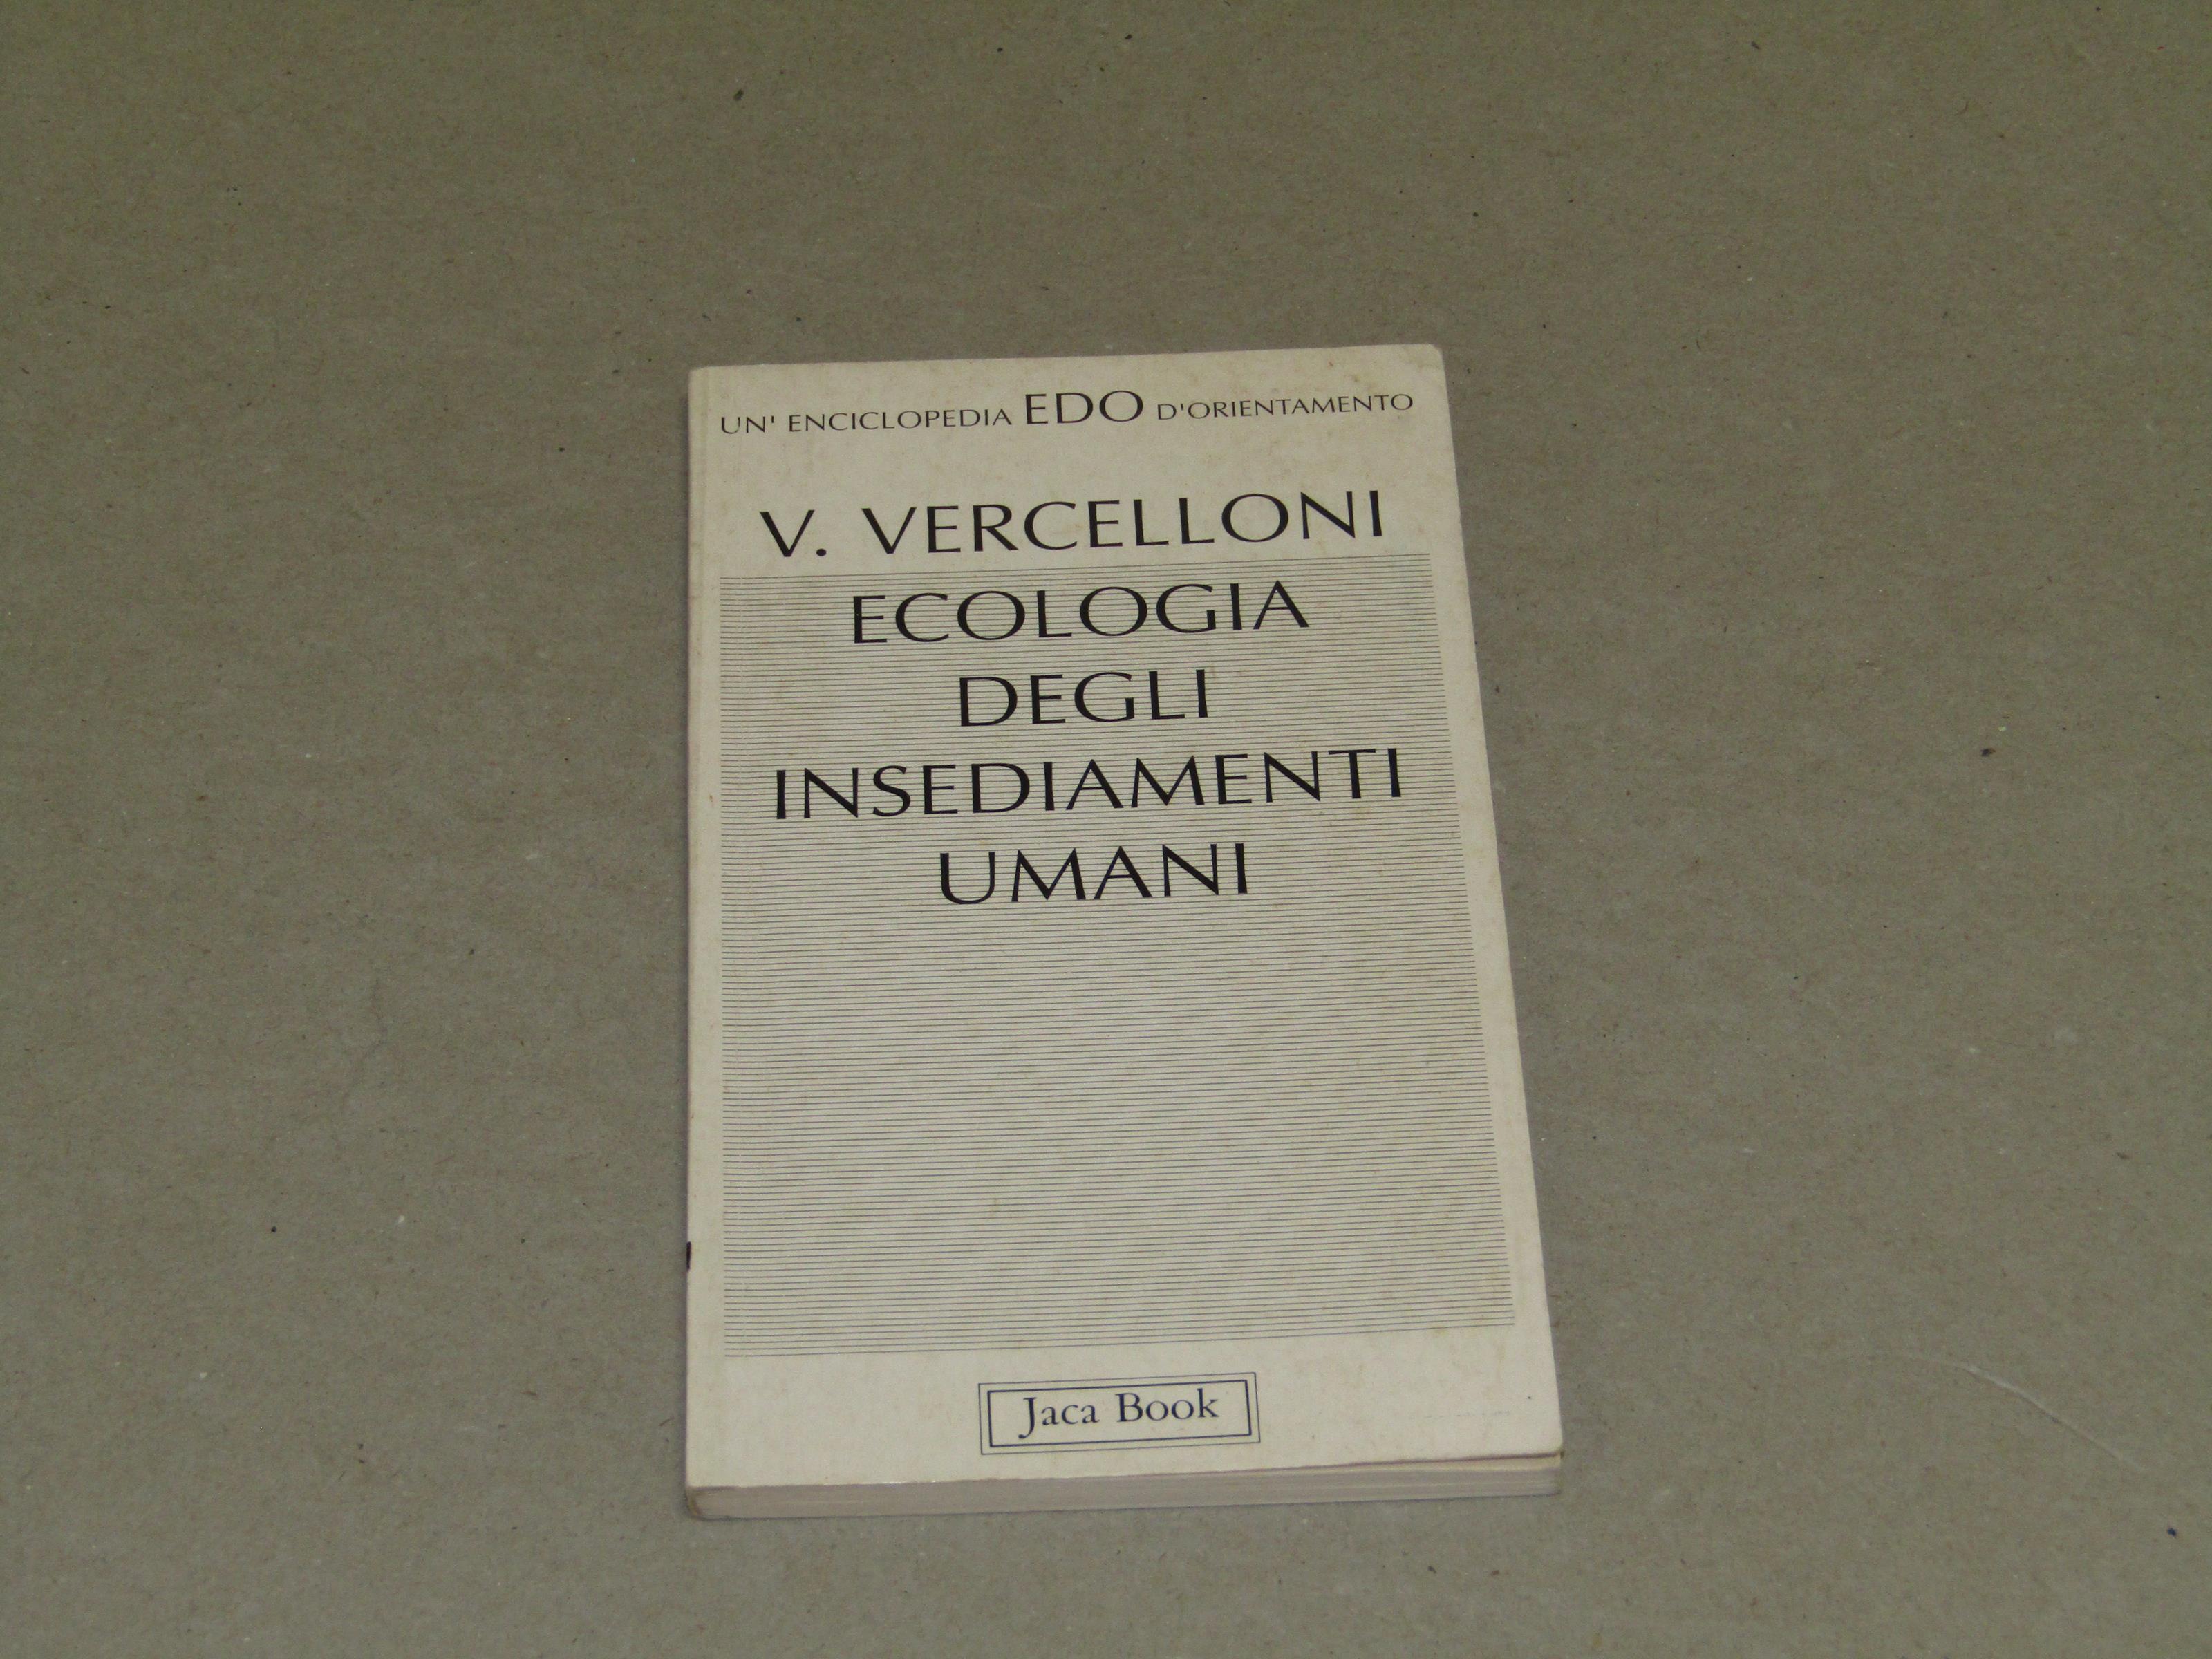 UN' ENCICLOPEDIA EDO D'ORIENTAMENTO
V. VERCELLONI
ECOLOGIA
DEGLI
INSEDIAMENTI
UMANI
Jaca Book